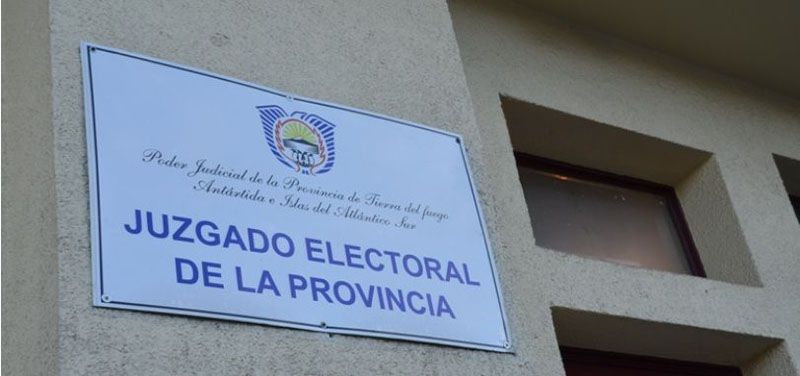 Poder Judicial de la Provincia de Tierra del fuego
Antártida e Islas del Atlántico Sur
JUZGADO ELECTORAL
DE LA PROVINCIA